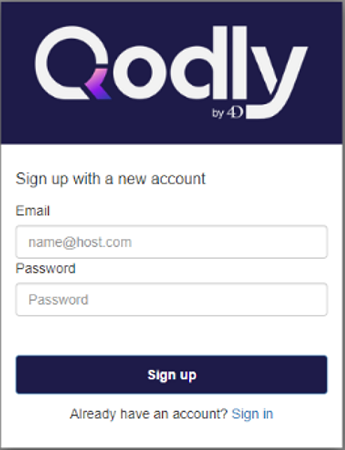 Qodly
by 4D
Sign up with a new account
Email
name@host.com
Password
Password
Sign up
Already have an account? Sign in